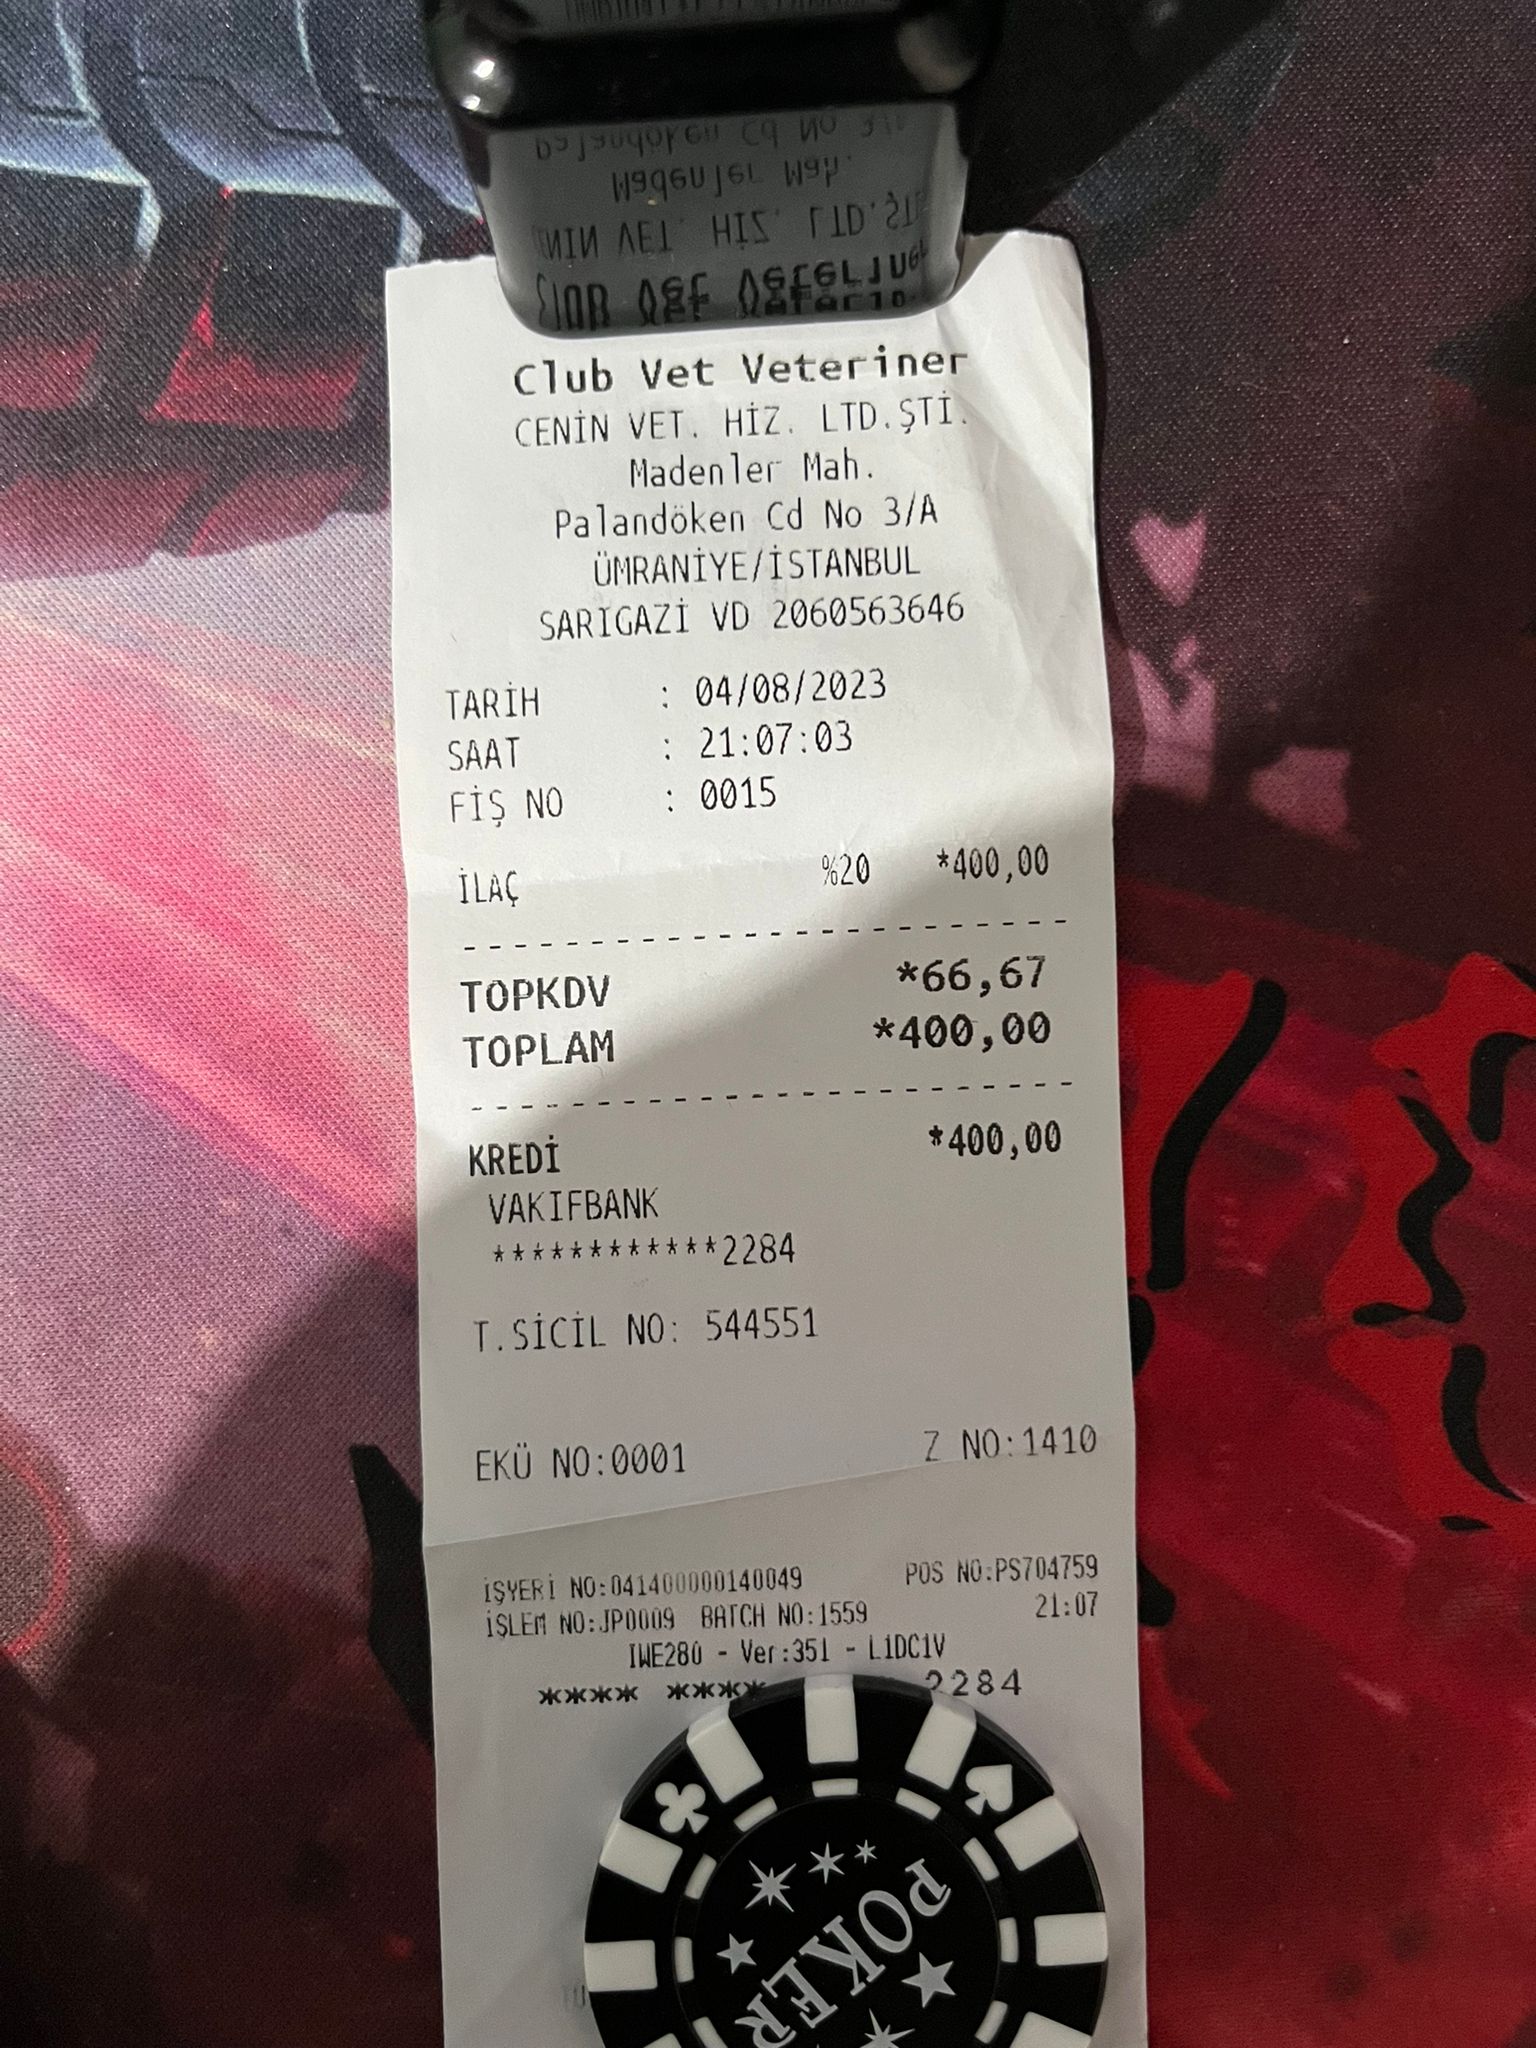 Club Vet Veteriner
CENİN VET. HİZ. LTD.ŞTİ.
Madenler Mah.
Palandöken Cd No 3/A
ÜMRANİYE/İSTANBUL
SARIGAZİ VD 2060563646
TARİH : 04/08/2023
SAAT : 21:07:03
FİŞ NO : 0015
İLAÇ %20 *400,00
TOPKDV *66,67
TOPLAM *400,00
KREDİ *400,00
VAKIFBANK
************2284
T.SİCİL NO: 544551
EKÜ NO:0001 Z NO:1410
İŞYERİ NO:041400000140049 POS NO:PS704759
İŞLEM NO:JP0009 BATCH NO:1559 21:07
IWE280 - Ver:351 - L1DC1V
**** **** 2284
POKER